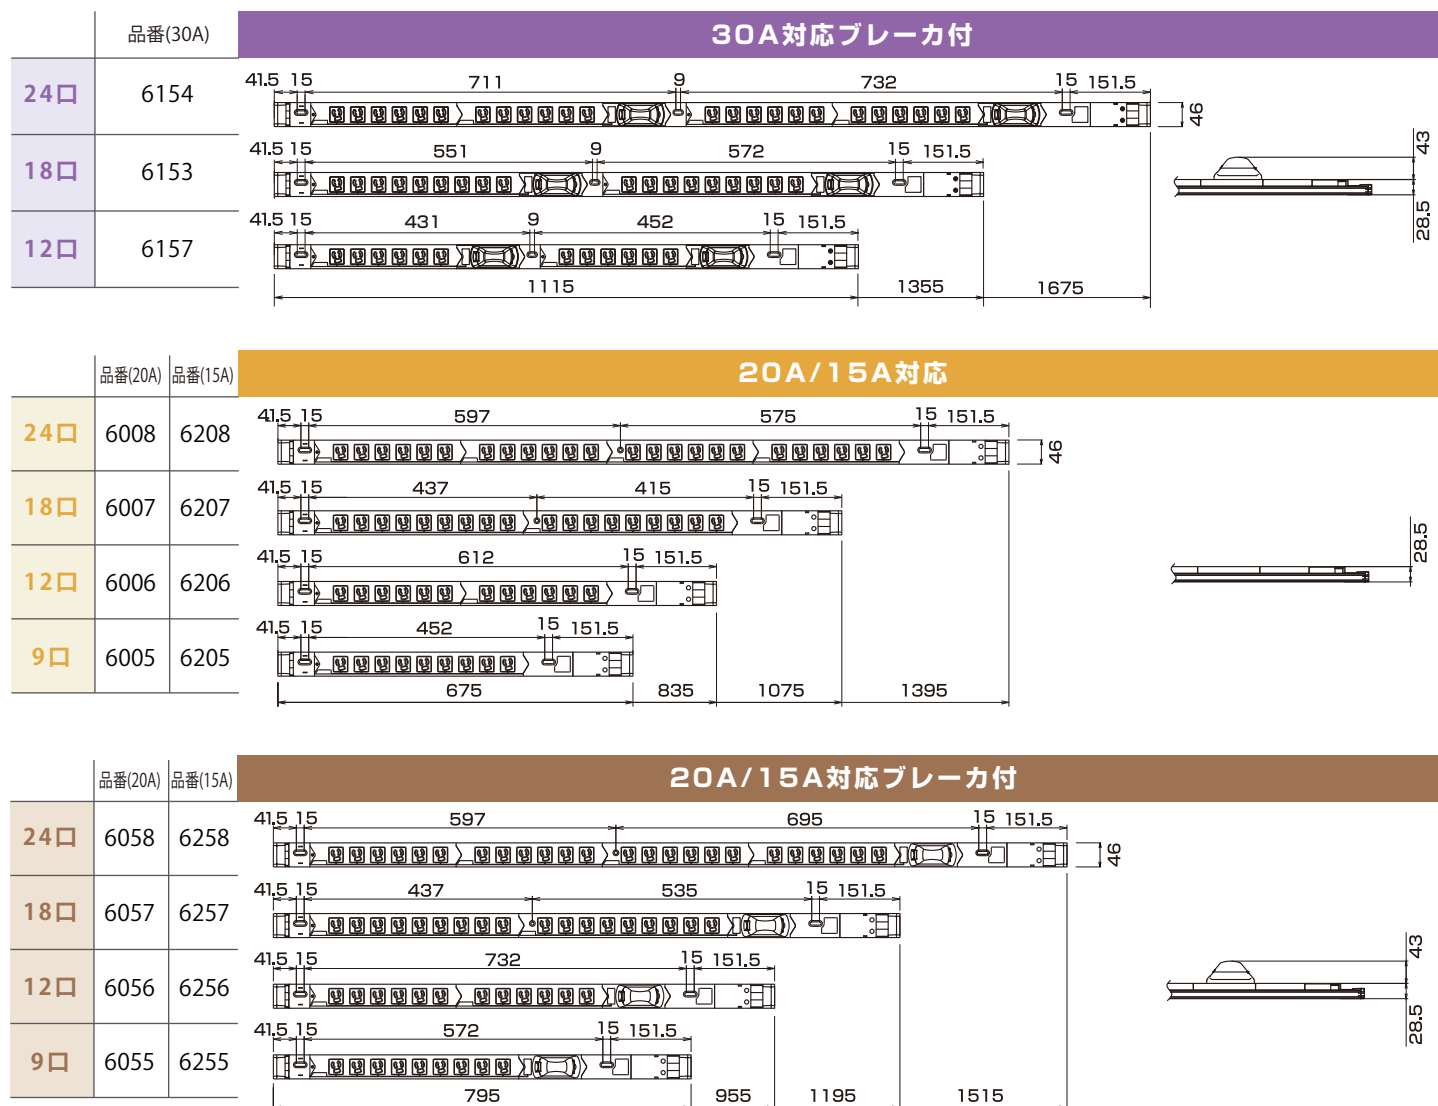 品番(30A) 30A対応ブレーカ付
24口 6154
41.5 15 711 9 732 15 151.5
46
18口 6153
41.5 15 551 9 572 15 151.5
43
28.5
12口 6157
41.5 15 431 9 452 15 151.5
1115 1355 1675
品番(20A) 品番(15A) 20A/15A対応
24口 6008 6208
41.5 15 597 575 15 151.5
46
18口 6007 6207
41.5 15 437 415 15 151.5
28.5
12口 6006 6206
41.5 15 612 15 151.5
9口 6005 6205
41.5 15 452 15 151.5
675 835 1075 1395
品番(20A) 品番(15A) 20A/15A対応ブレーカ付
24口 6058 6258
41.5 15 597 695 15 151.5
46
18口 6057 6257
41.5 15 437 535 15 151.5
12口 6056 6256
41.5 15 732 15 151.5
43
28.5
9口 6055 6255
41.5 15 572 15 151.5
795 955 1195 1515